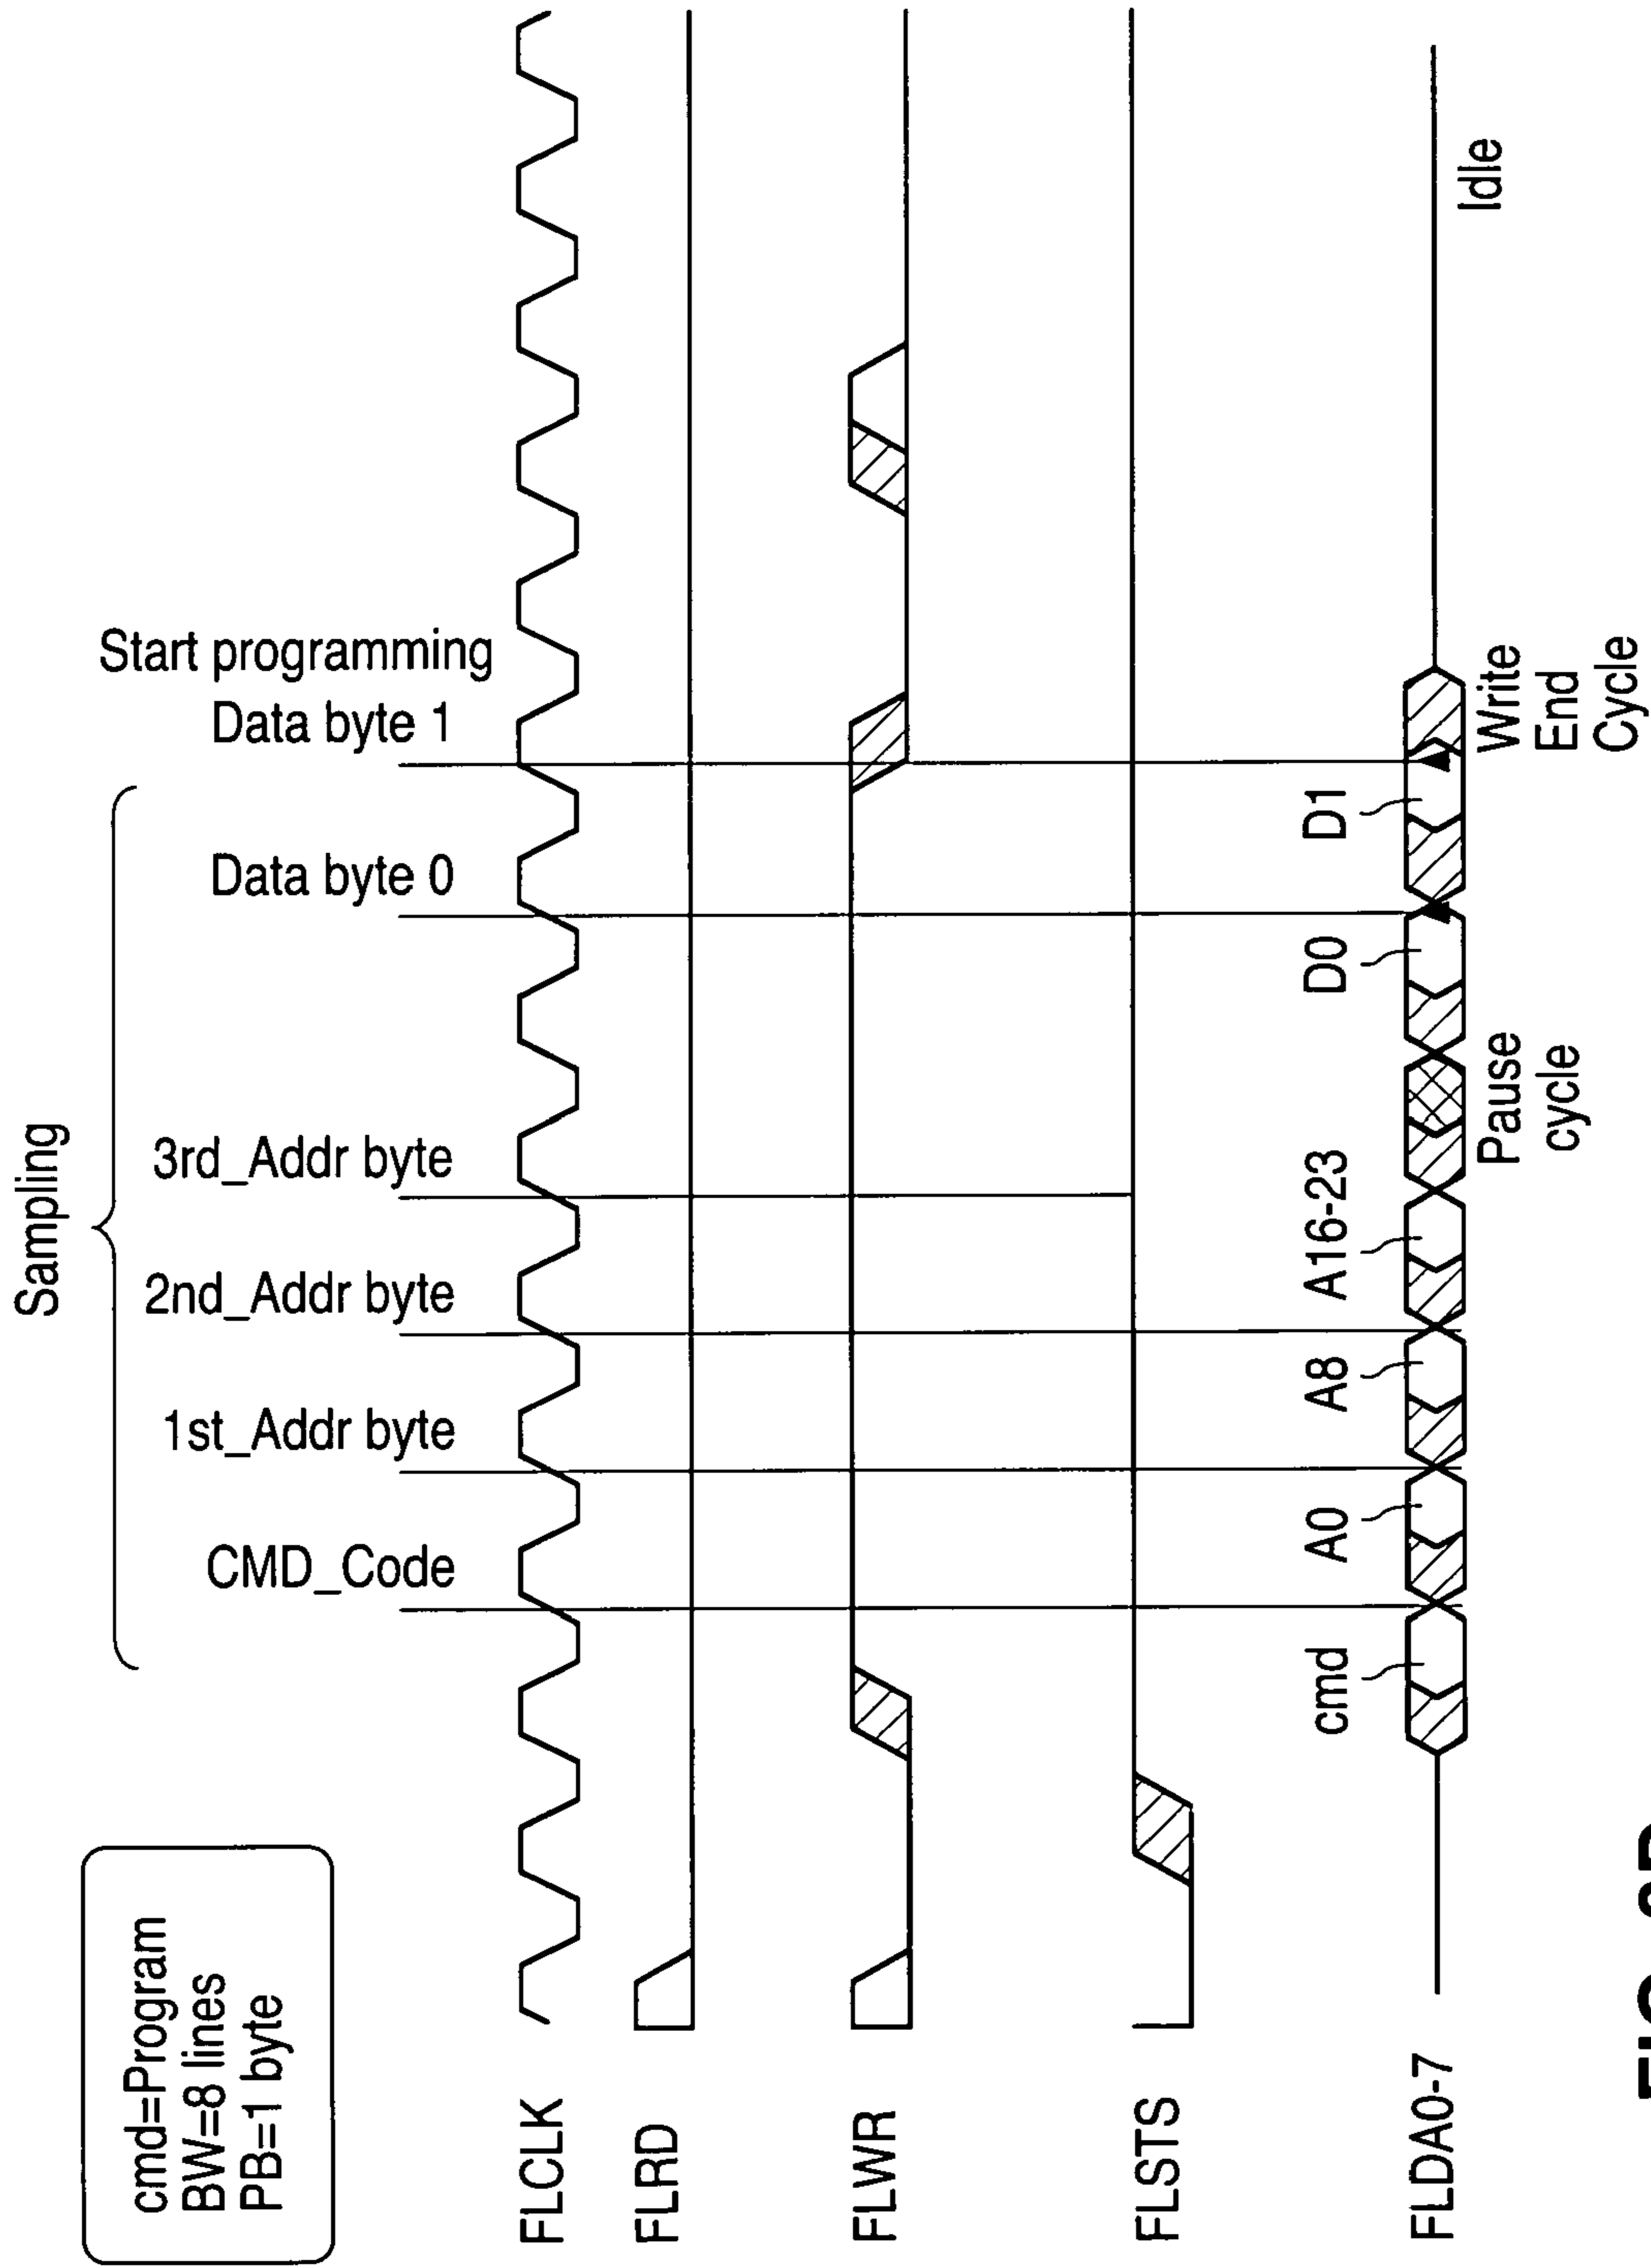 cmd=Program
BW=8 lines
PB=1 byte
Sampling
CMD_Code
1st_Addr byte
2nd_Addr byte
3rd_Addr byte
Data byte 0
Start programming
Data byte 1
FLCLK
FLRD
FLWR
FLSTS
FLDA0-7
cmd
A0
A8
A16-23
D0
D1
Pause
cycle
Write
End
Cycle
Idle